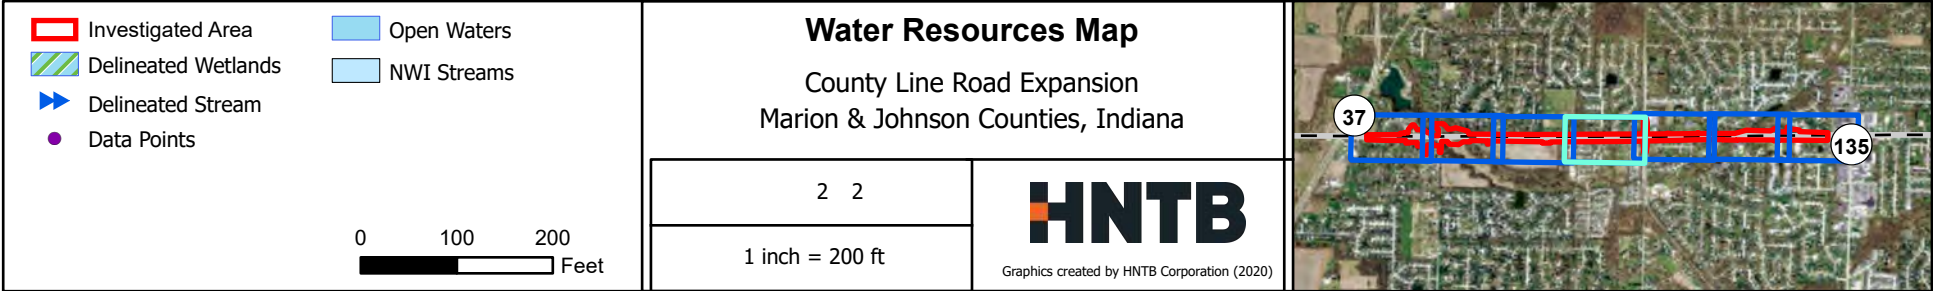 Investigated Area
Delineated Wetlands
Delineated Stream
Data Points
Open Waters
NWI Streams
0 100 200
Feet
Water Resources Map
County Line Road Expansion
Marion & Johnson Counties, Indiana
2 2
1 inch = 200 ft
HNTB
Graphics created by HNTB Corporation (2020)
37
135